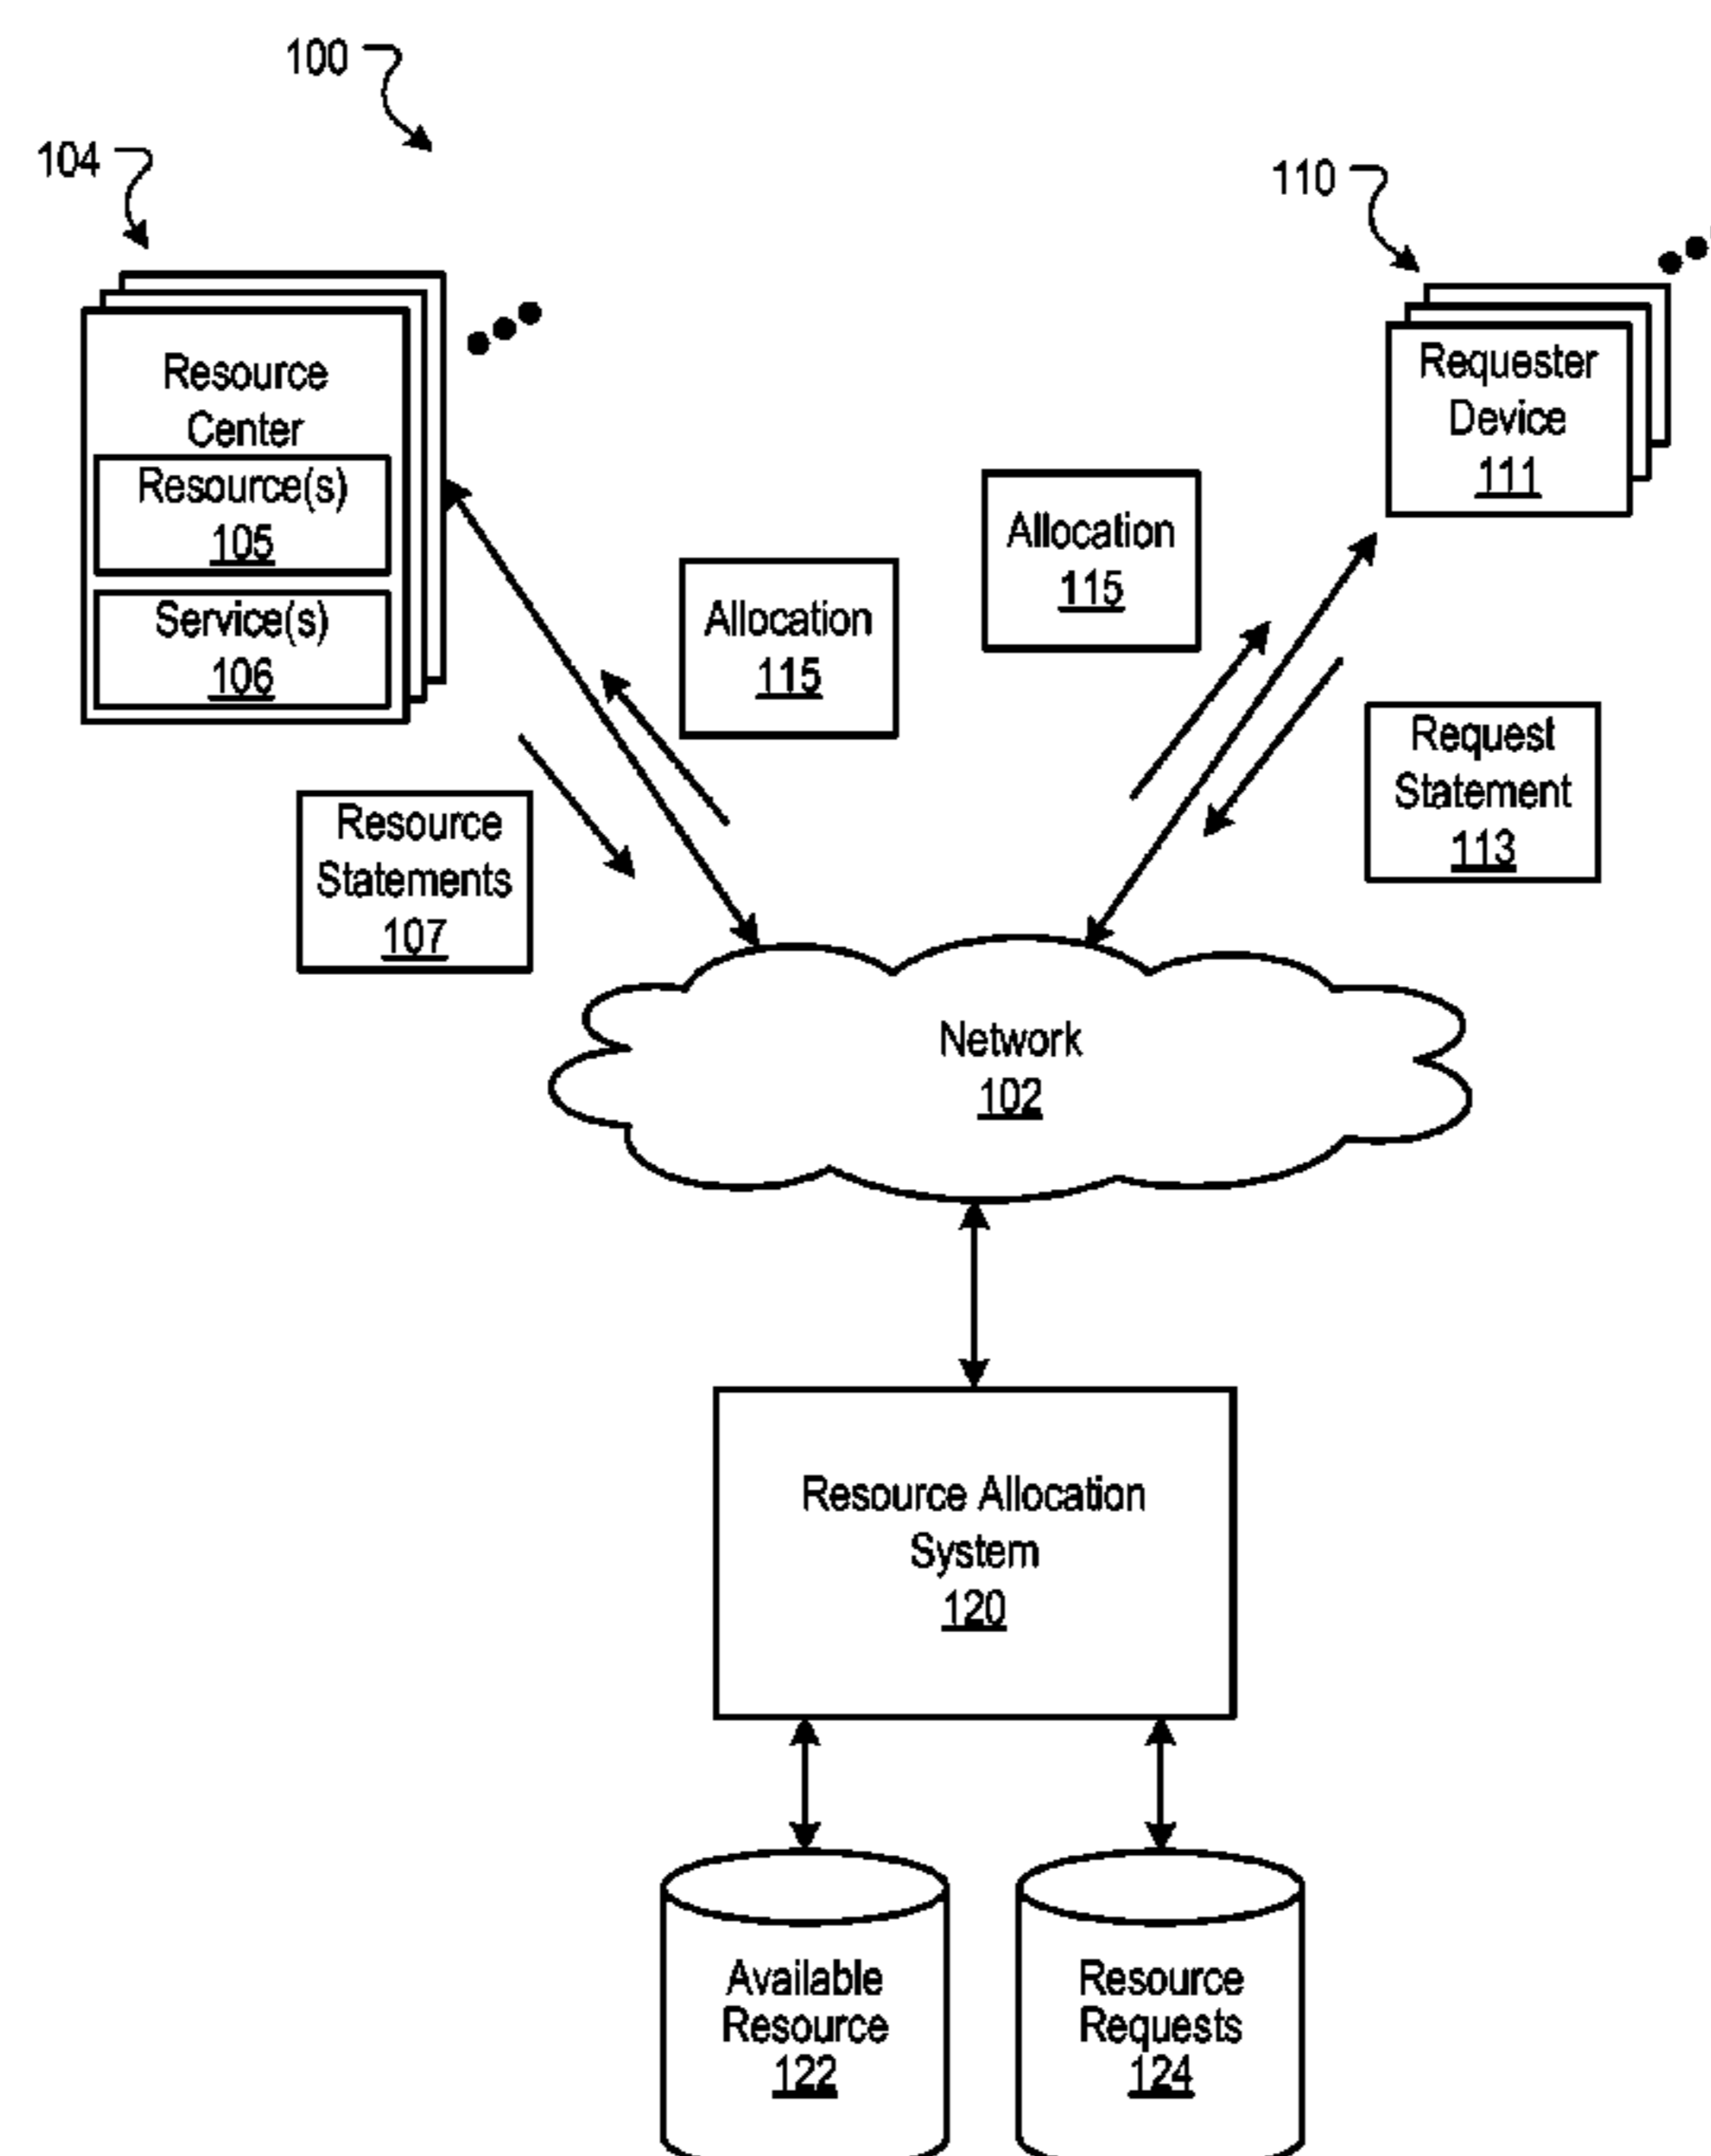 100
104
110
Resource
Center
Resource(s)
105
Service(s)
106
Requester
Device
111
Allocation
115
Allocation
115
Request
Statement
113
Resource
Statements
107
Network
102
Resource Allocation
System
120
Available
Resource
122
Resource
Requests
124